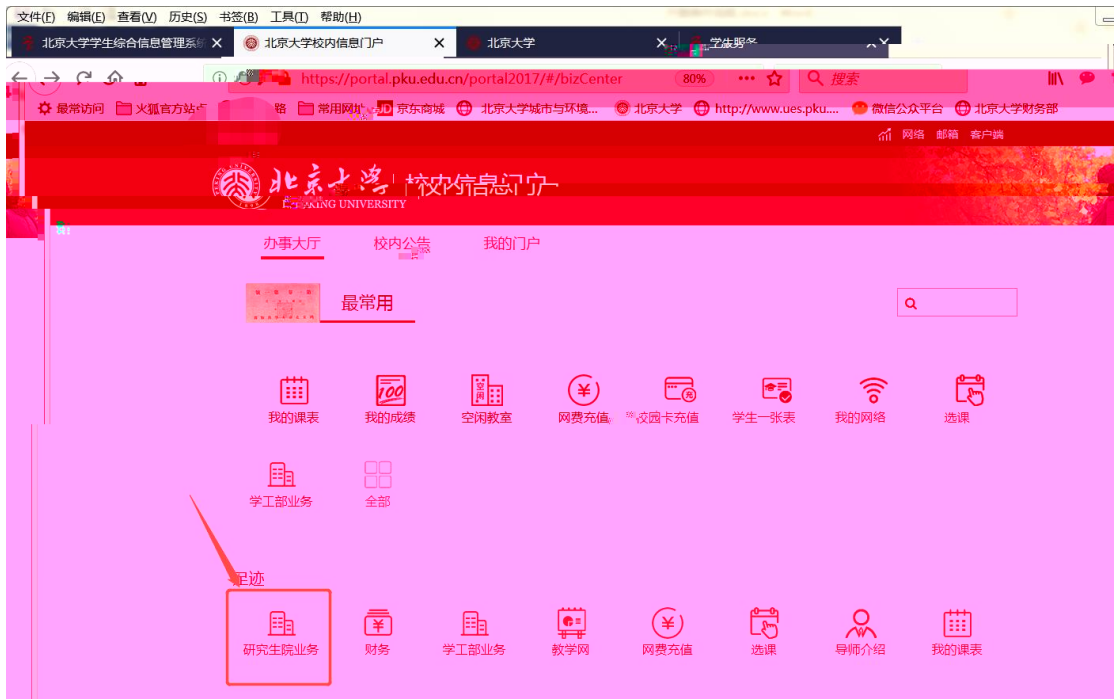 文件(F) 编辑(E) 查看(V) 历史(S) 书签(B) 工具(T) 帮助(H)
北京大学学生综合信息管理系统 北京大学校内信息门户 北京大学
https://portal.pku.edu.cn/portal2017/#/bizCenter 80% 搜索
最常访问 火狐官方站点 常用网址 JD 京东商城 北京大学城市与环境... 北京大学 http://www.ues.pku.... 微信公众平台 北京大学财务部
网络 邮箱 客户端
北京大学 校内信息门户
PEKING UNIVERSITY
办事大厅 校内公告 我的门户
最常用
我的课表 我的成绩 空闲教室 网费充值 校园卡充值 学生一张表 我的网络 选课
学工部业务 全部
足迹
研究生院业务 财务 学工部业务 教学网 网费充值 选课 导师介绍 我的课表